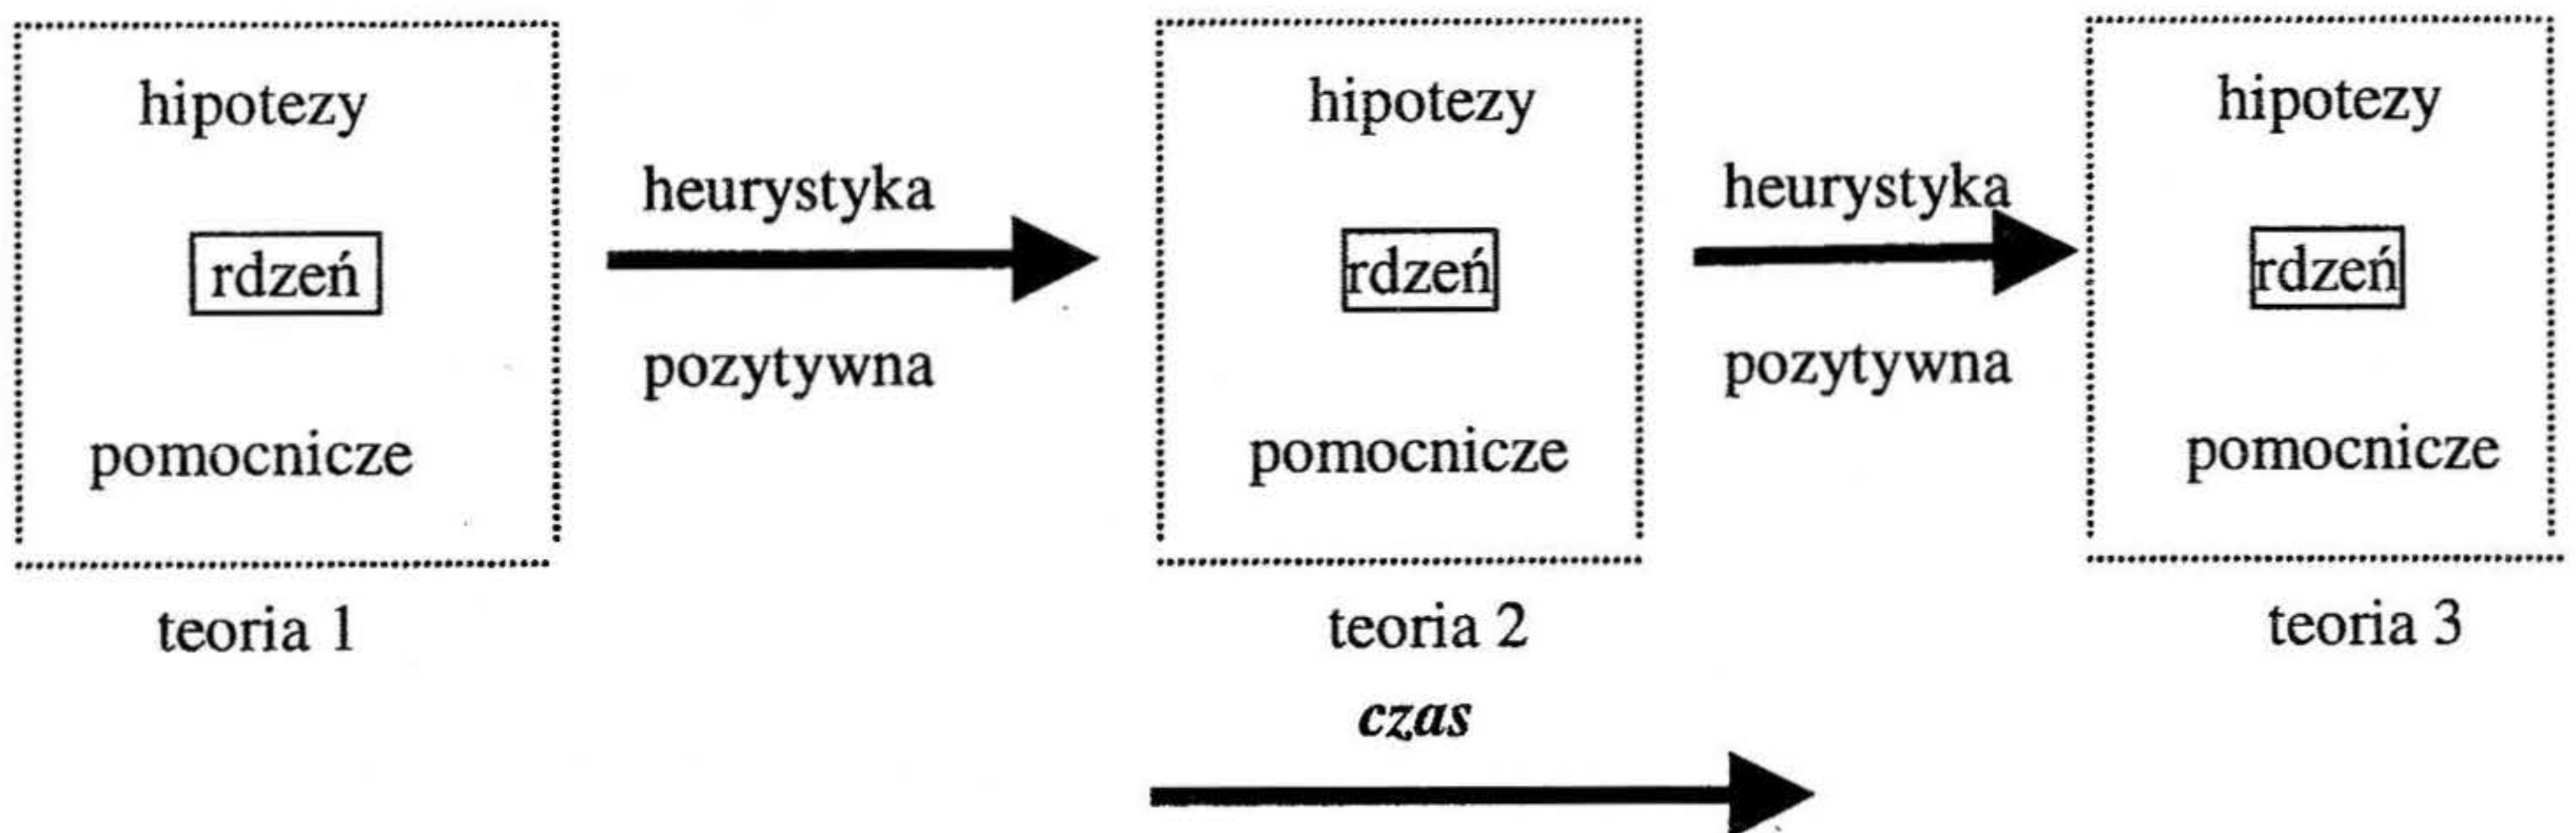 hipotezy
rdzeń
pomocnicze
teoria 1
heurystyka
pozytywna
hipotezy
rdzeń
pomocnicze
teoria 2
heurystyka
pozytywna
hipotezy
rdzeń
pomocnicze
teoria 3
czas